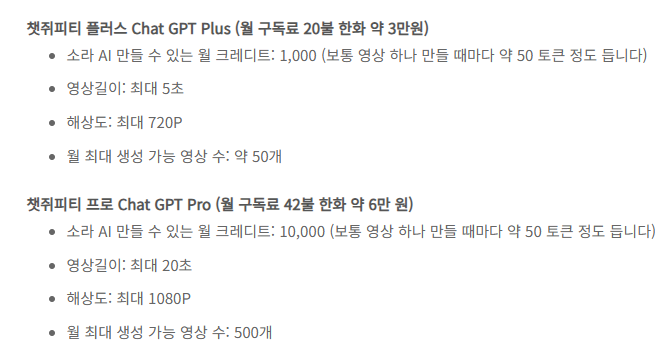 챗쥐피티 플러스 Chat GPT Plus (월 구독료 20불 한화 약 3만원)
소라 AI 만들 수 있는 월 크레디트: 1,000 (보통 영상 하나 만들 때마다 약 50 토큰 정도 듭니다)
영상길이: 최대 5초
해상도: 최대 720P
월 최대 생성 가능 영상 수: 약 50개
챗쥐피티 프로 Chat GPT Pro (월 구독료 42불 한화 약 6만 원)
소라 AI 만들 수 있는 월 크레디트: 10,000 (보통 영상 하나 만들 때마다 약 50 토큰 정도 듭니다)
영상길이: 최대 20초
해상도: 최대 1080P
월 최대 생성 가능 영상 수: 500개